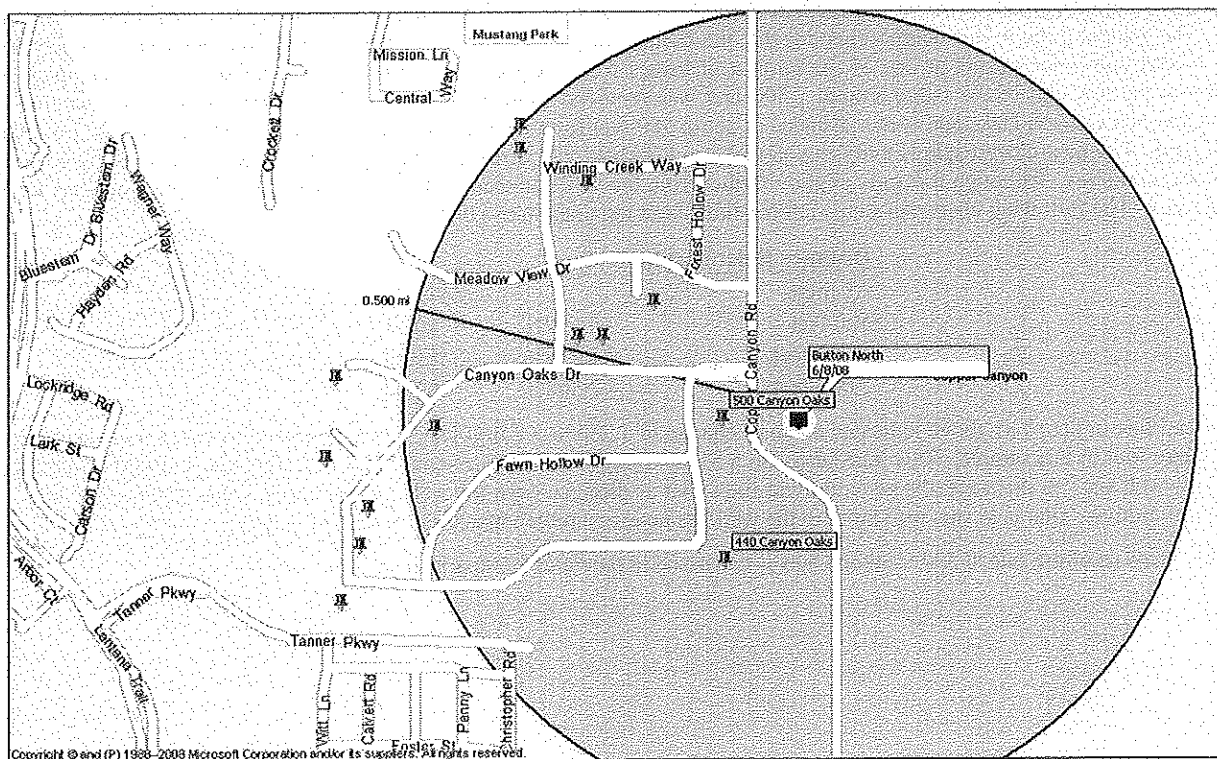 Mustang Park
Mission Ln
Central Way
Crockett Dr
Winding Creek Way
Forest Hollow Dr
Bluestem Dr
Wagner Way
Bluestem Dr
Hayden Rd
Meadow View Dr
0.500 mi
Canyon Rd
Button North
6/8/08
Canyon
Canyon Oaks Dr
500 Canyon Oaks
Lockridge Rd
Lark St
Carson Dr
Fawn Hollow Dr
440 Canyon Oaks
Arbor Ct
Tanner Pkwy
Lantana Trail
Tanner Pkwy
Witt Ln
Calvert Rd
Penny Ln
Christopher Rd
Foster St
Copyright © and (P) 1988–2008 Microsoft Corporation and/or its suppliers. All rights reserved.